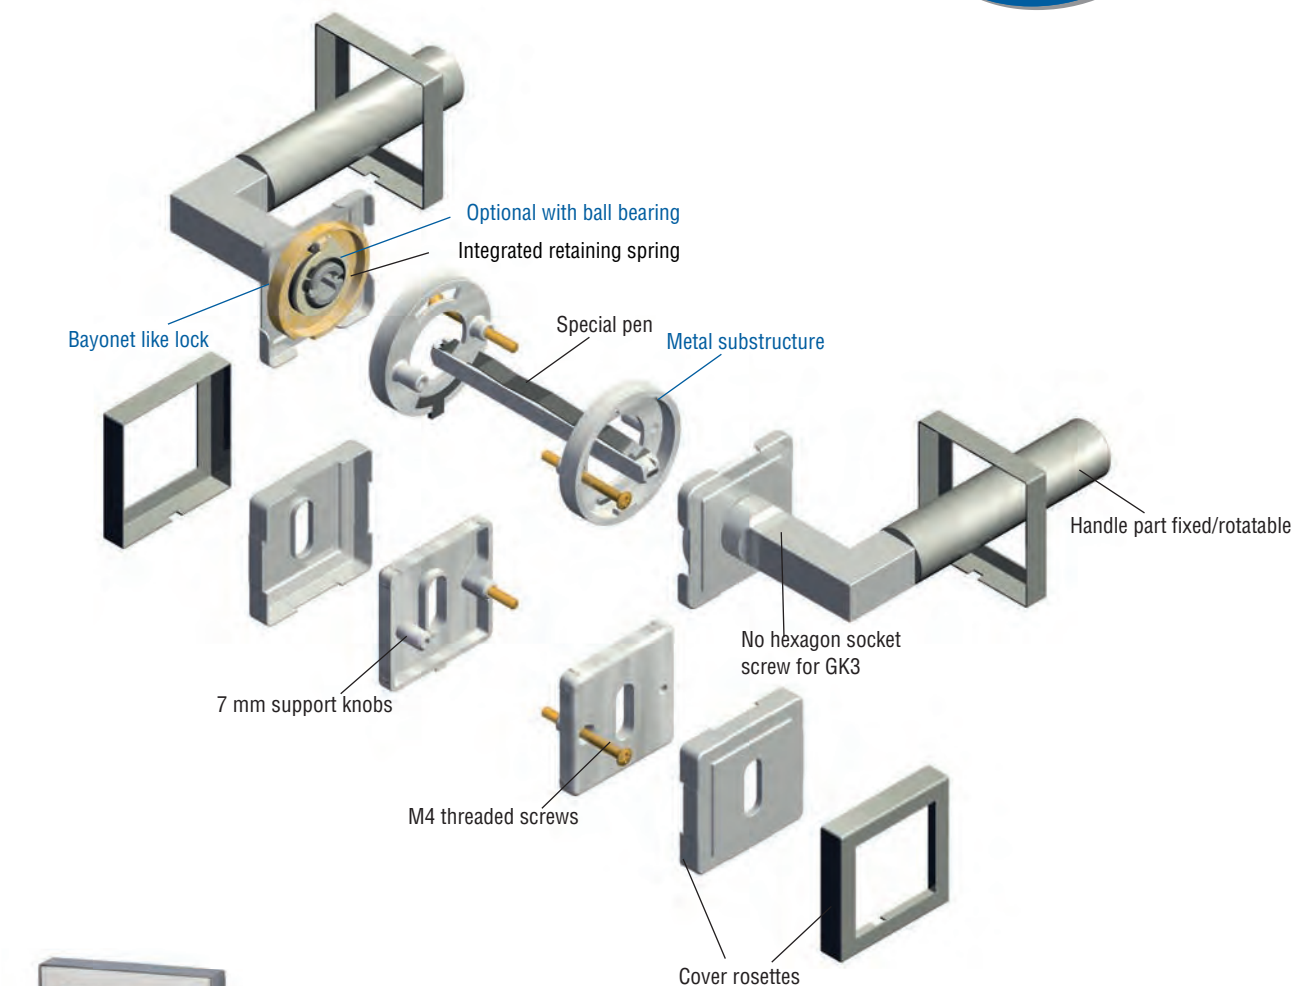 Optional with ball bearing
Integrated retaining spring
Bayonet like lock
Special pen
Metal substructure
Handle part fixed/rotatable
No hexagon socket
screw for GK3
7 mm support knobs
M4 threaded screws
Cover rosettes